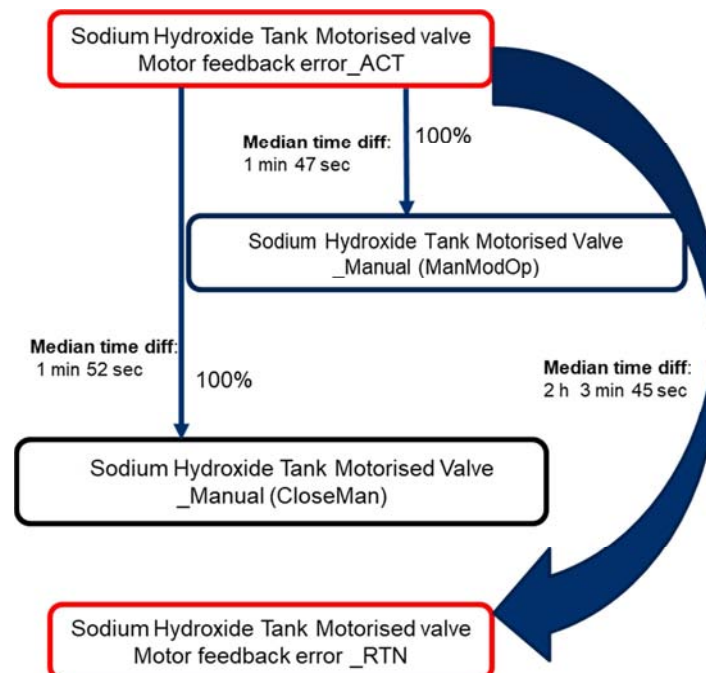 Sodium Hydroxide Tank Motorised valve
Motor feedback error_ACT
Median time diff:
1 min 47 sec
100%
Sodium Hydroxide Tank Motorised Valve
_Manual (ManModOp)
Median time diff:
1 min 52 sec
100%
Median time diff:
2 h 3 min 45 sec
Sodium Hydroxide Tank Motorised Valve
_Manual (CloseMan)
Sodium Hydroxide Tank Motorised valve
Motor feedback error _RTN